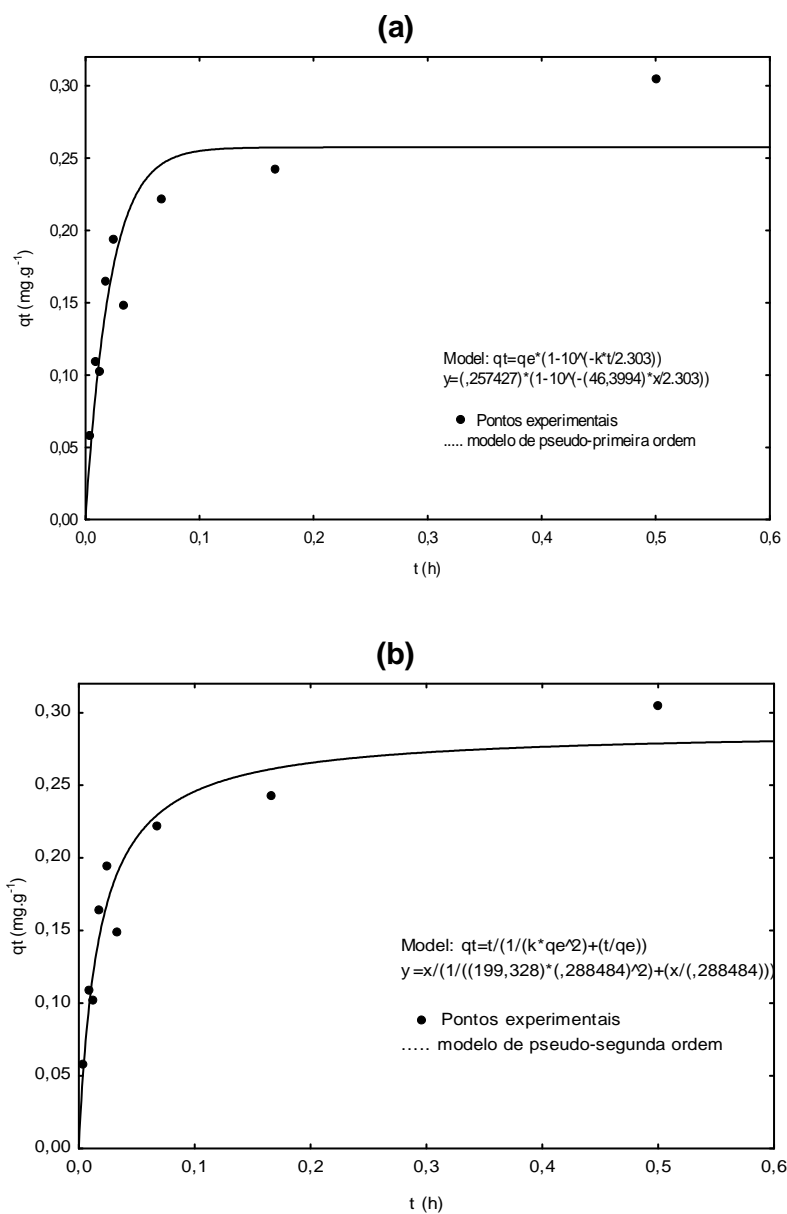 (a)
0,30
0,25
0,20
0,15
0,10
0,05
0,00
qt (mg.g-1)
Model: qt=qe*(1-10^(-k*t/2.303))
y=(,257427)*(1-10^(-(46,3994)*x/2.303))
● Pontos experimentais
..... modelo de pseudo-primeira ordem
0,0 0,1 0,2 0,3 0,4 0,5 0,6
t (h)
(b)
0,30
0,25
0,20
0,15
0,10
0,05
0,00
qt (mg.g-1)
Model: qt=t/(1/(k*qe^2)+(t/qe))
y=x/(1/((199,328)*(,288484)^2)+(x/(,288484)))
● Pontos experimentais
..... modelo de pseudo-segunda ordem
0,0 0,1 0,2 0,3 0,4 0,5 0,6
t (h)